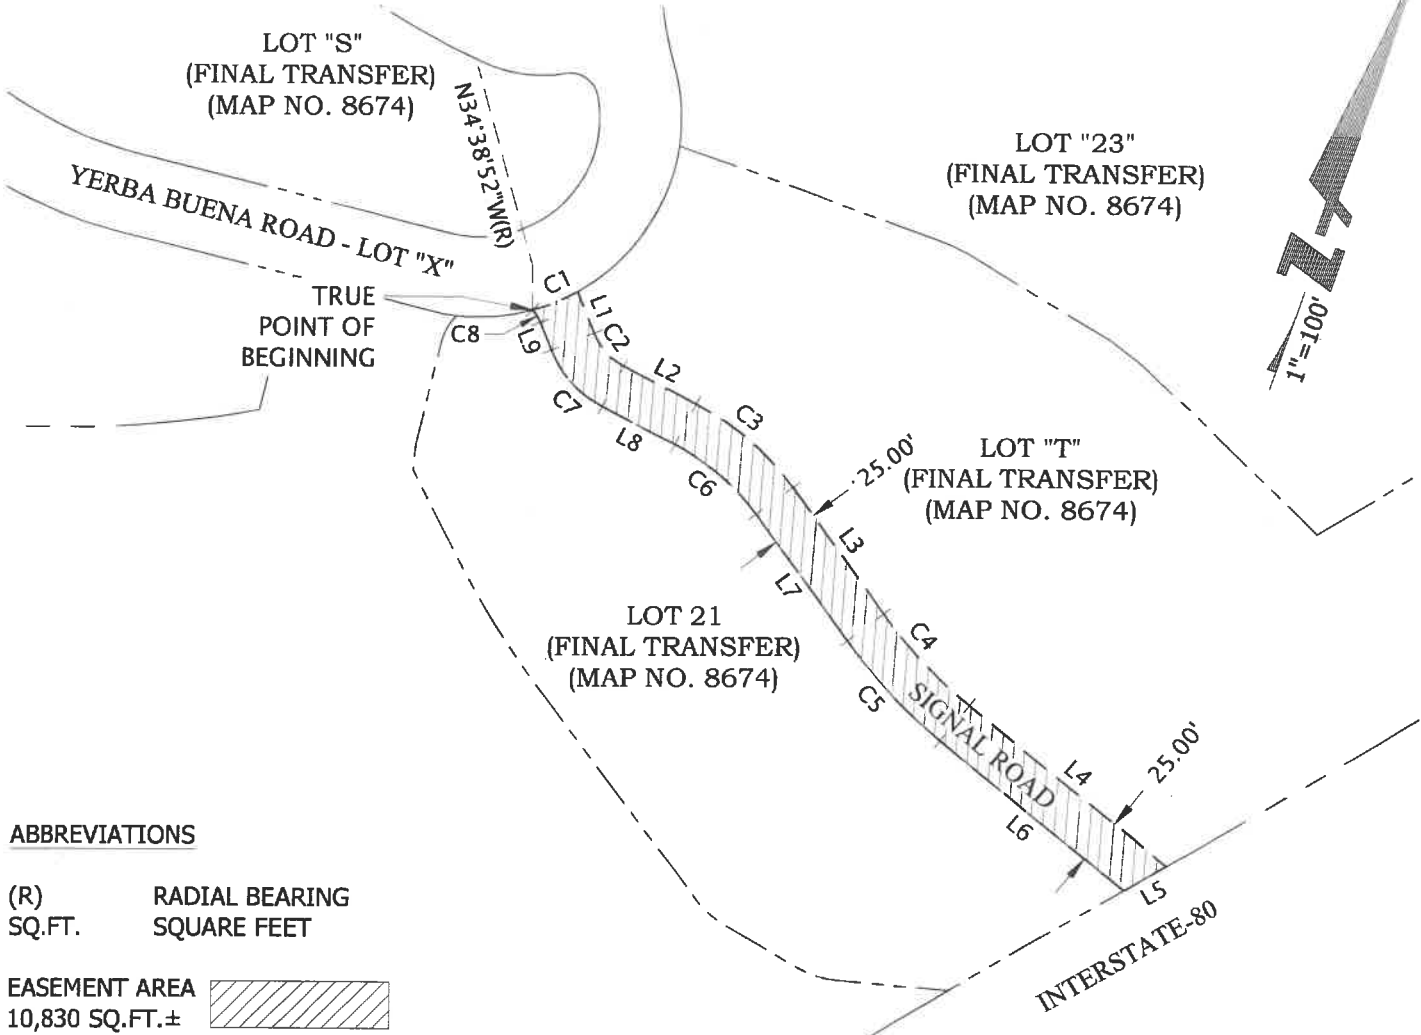 LOT "S"
(FINAL TRANSFER)
(MAP NO. 8674)
N34°38'52"W(R)
LOT "23"
(FINAL TRANSFER)
(MAP NO. 8674)
YERBA BUENA ROAD - LOT "X"
N
1"=100'
TRUE
POINT OF
BEGINNING
C1
L1
C2
C8
L9
L2
C7
C3
L8
C6
25.00'
LOT "T"
(FINAL TRANSFER)
(MAP NO. 8674)
L3
L7
LOT 21
(FINAL TRANSFER)
(MAP NO. 8674)
C4
C5
SIGNAL ROAD
L4
25.00'
L6
L5
INTERSTATE-80
ABBREVIATIONS
(R) RADIAL BEARING
SQ.FT. SQUARE FEET
EASEMENT AREA
10,830 SQ.FT.±